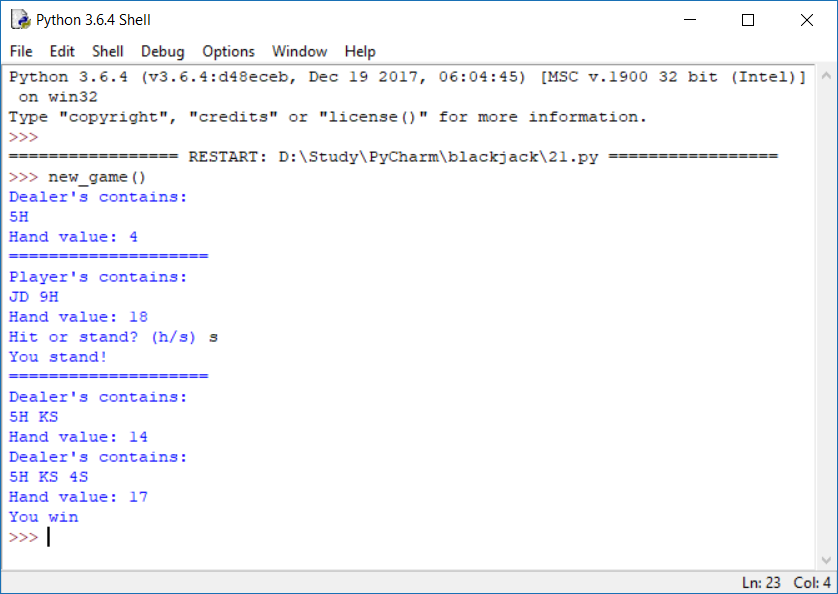 Python 3.6.4 Shell
File Edit Shell Debug Options Window Help
Python 3.6.4 (v3.6.4:d48eceb, Dec 19 2017, 06:04:45) [MSC v.1900 32 bit (Intel)]
 on win32
Type "copyright", "credits" or "license()" for more information.
>>>
================= RESTART: D:\Study\PyCharm\blackjack\21.py =================
>>> new_game()
Dealer's contains:
5H
Hand value: 4
====================
Player's contains:
JD 9H
Hand value: 18
Hit or stand? (h/s) s
You stand!
====================
Dealer's contains:
5H KS
Hand value: 14
Dealer's contains:
5H KS 4S
Hand value: 17
You win
>>>
Ln: 23 Col: 4